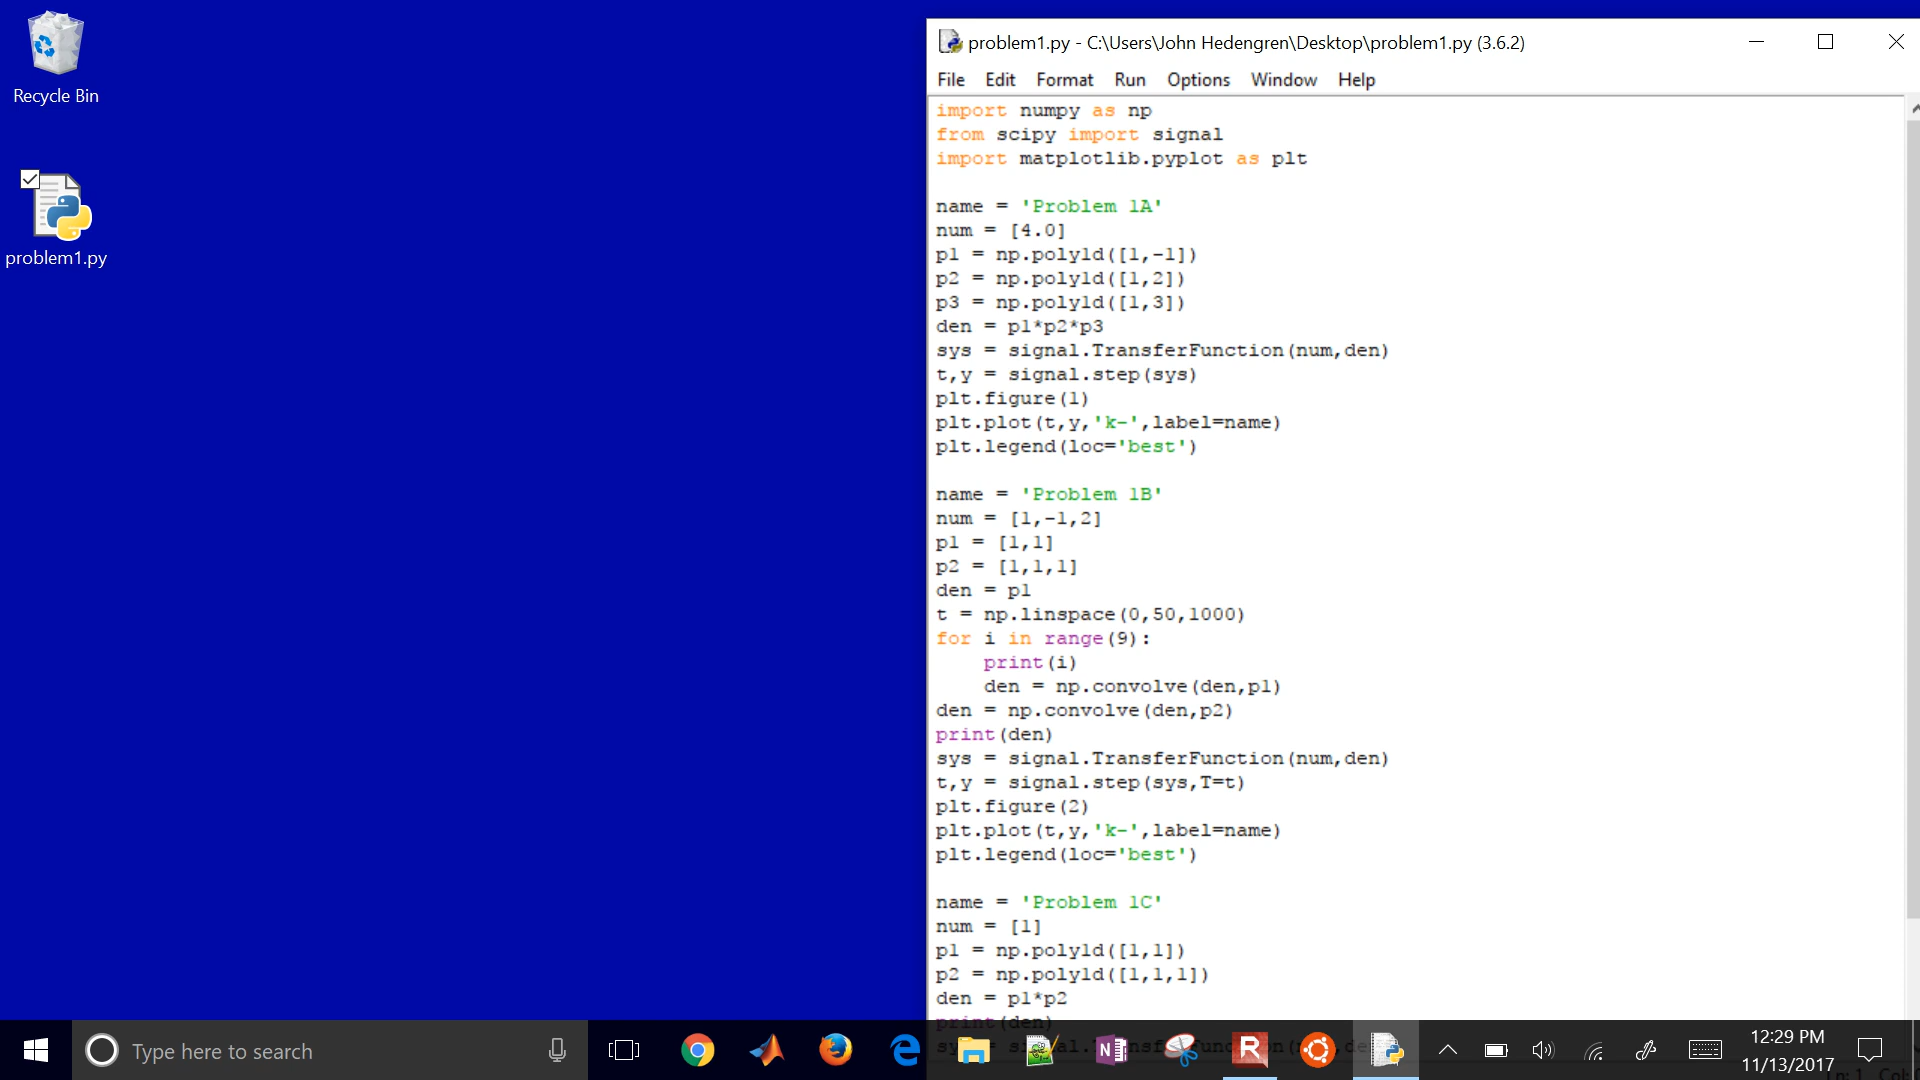 Recycle Bin
problem1.py
problem1.py - C:\Users\John Hedengren\Desktop\problem1.py (3.6.2)
File Edit Format Run Options Window Help
import numpy as np
from scipy import signal
import matplotlib.pyplot as plt
name = 'Problem 1A'
num = [4.0]
p1 = np.poly1d([1,-1])
p2 = np.poly1d([1,2])
p3 = np.poly1d([1,3])
den = p1*p2*p3
sys = signal.TransferFunction(num,den)
t,y = signal.step(sys)
plt.figure(1)
plt.plot(t,y,'k-',label=name)
plt.legend(loc='best')
name = 'Problem 1B'
num = [1,-1,2]
p1 = [1,1]
p2 = [1,1,1]
den = p1
t = np.linspace(0,50,1000)
for i in range(9):
    print(i)
    den = np.convolve(den,p1)
den = np.convolve(den,p2)
print(den)
sys = signal.TransferFunction(num,den)
t,y = signal.step(sys,T=t)
plt.figure(2)
plt.plot(t,y,'k-',label=name)
plt.legend(loc='best')
name = 'Problem 1C'
num = [1]
p1 = np.poly1d([1,1])
p2 = np.poly1d([1,1,1])
den = p1*p2
print(den)
Type here to search
12:29 PM
11/13/2017